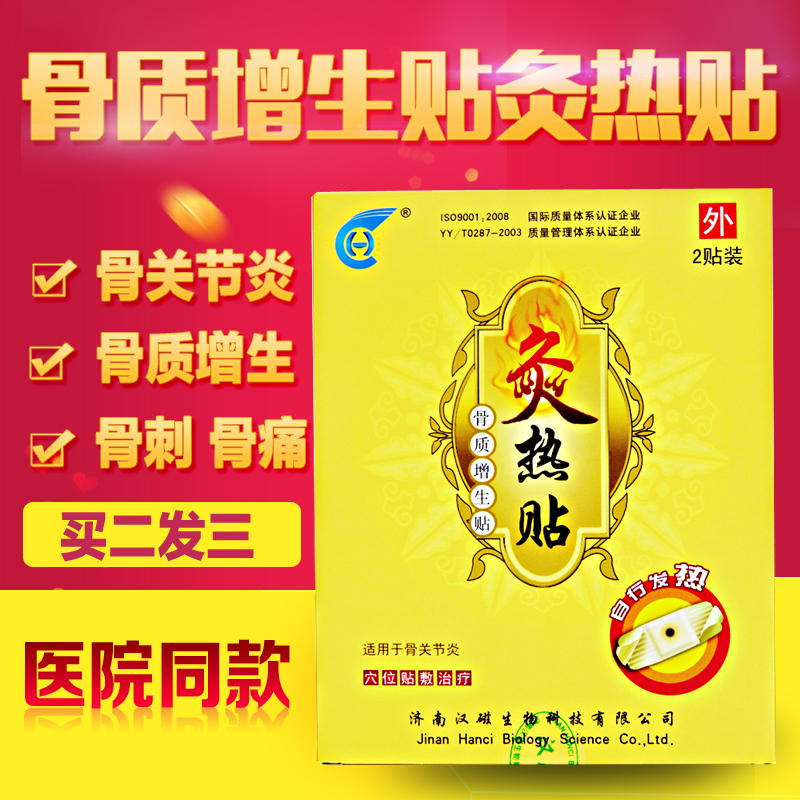 骨质增生贴灸热贴
骨关节炎
骨质增生
骨刺 骨痛
买二发三
医院同款
®
ISO9001:2008 国际质量体系认证企业
YY/T0287-2003 质量管理体系认证企业
外
2贴装
灸热贴
骨质增生贴
自行发热
适用于骨关节炎
穴位贴敷治疗
济南汉磁生物科技有限公司
Jinan Hanci Biology Science Co.,Ltd.